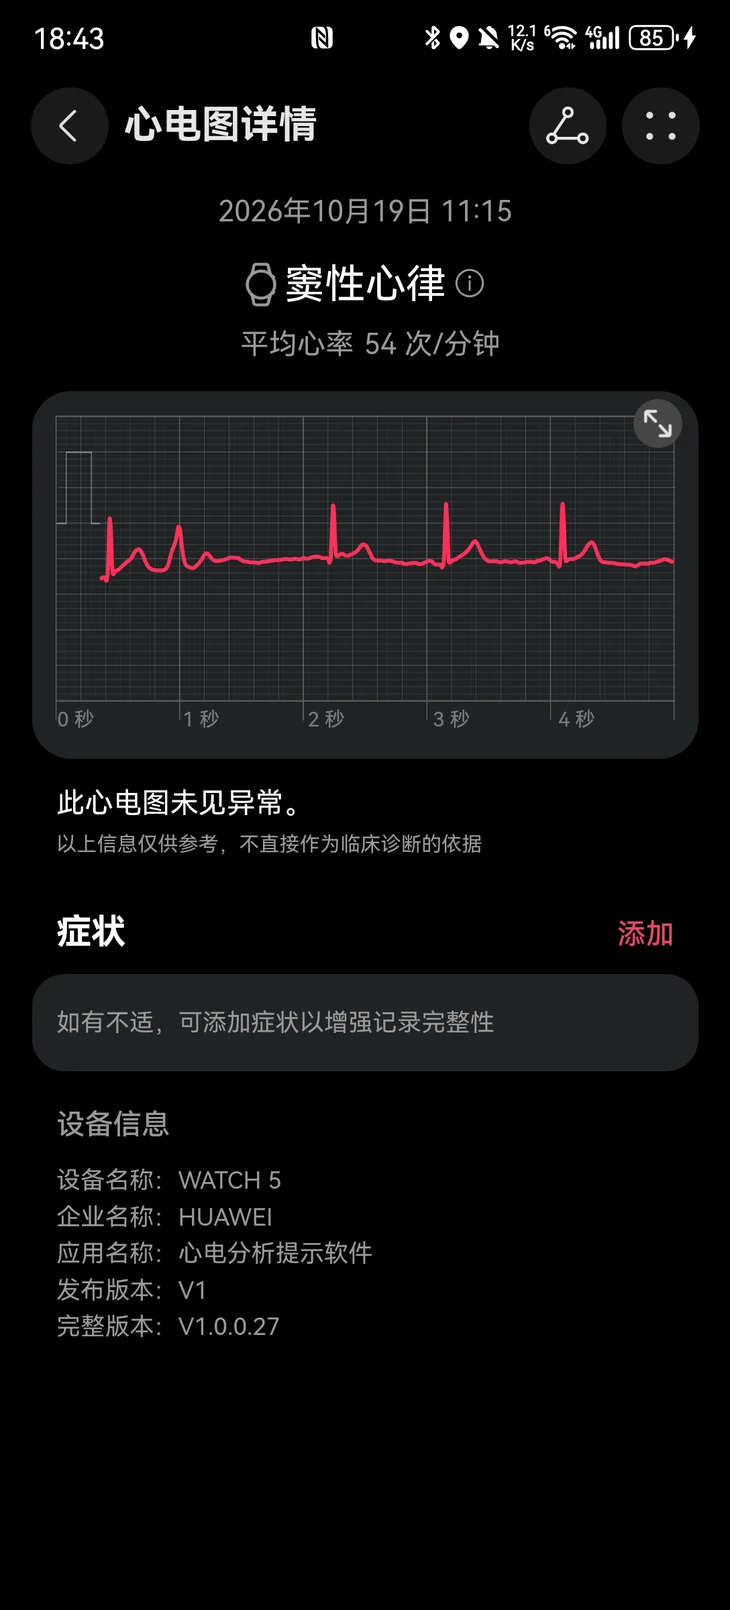 18:43
12.1 K/s
6
4G
85
心电图详情
2026年10月19日 11:15
窦性心律
平均心率 54 次/分钟
0 秒
1 秒
2 秒
3 秒
4 秒
此心电图未见异常。
以上信息仅供参考，不直接作为临床诊断的依据
症状
添加
如有不适，可添加症状以增强记录完整性
设备信息
设备名称：WATCH 5
企业名称：HUAWEI
应用名称：心电分析提示软件
发布版本：V1
完整版本：V1.0.0.27